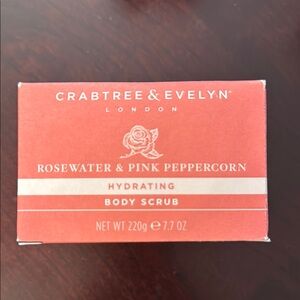 CRABTREE & EVELYN®
LONDON
ROSEWATER & PINK PEPPERCORN
HYDRATING
BODY SCRUB
NET WT 220g ℮ 7.7 OZ